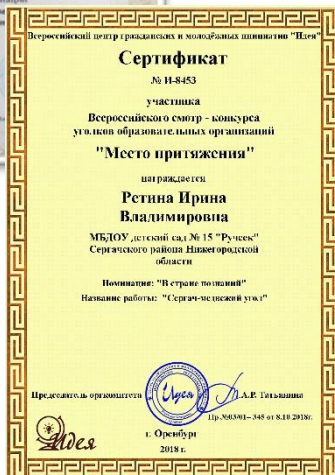 Всероссийский центр гражданских и молодёжных инициатив "Идея"
Сертификат
№ И-8453
участника
Всероссийского смотр - конкурса
уголков образовательных организаций
"Место притяжения"
награждается
Ретина Ирина
Владимировна
МБДОУ детский сад № 15 "Ручеек"
Сергачского района Нижегородской
области
Номинация: "В стране познаний"
Название работы: "Сергач-медвежий угол"
Председатель оргкомитета
Идея
А.Р. Татьянина
Пр.№03/01– 345 от 8.10 2018г.
Идея
г. Оренбург
2018 г.